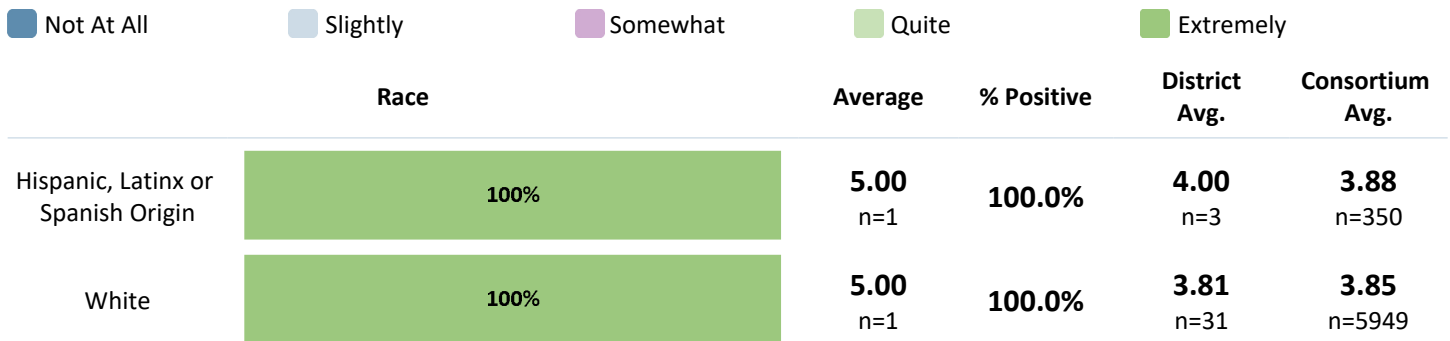 Not At All Slightly Somewhat Quite Extremely
Race Average % Positive District Avg. Consortium Avg.
Hispanic, Latinx or Spanish Origin 100% 5.00 n=1 100.0% 4.00 n=3 3.88 n=350
White 100% 5.00 n=1 100.0% 3.81 n=31 3.85 n=5949